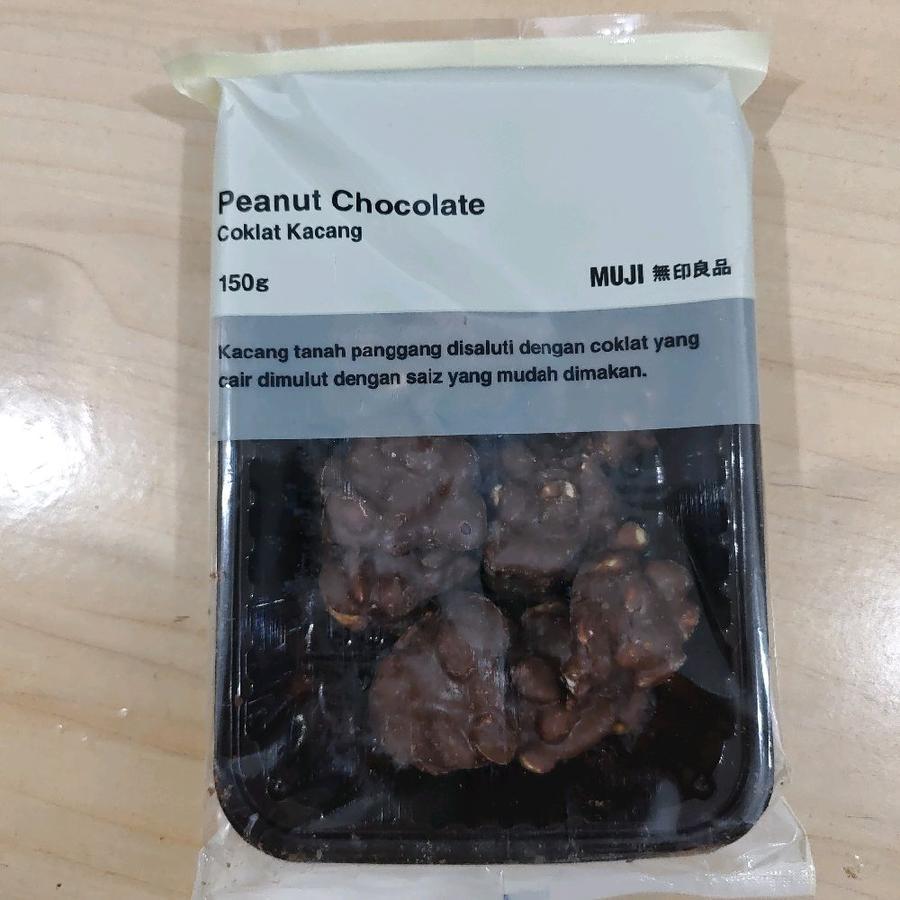 Peanut Chocolate
Coklat Kacang
150g
MUJI 無印良品
Kacang tanah panggang disaluti dengan coklat yang
cair dimulut dengan saiz yang mudah dimakan.